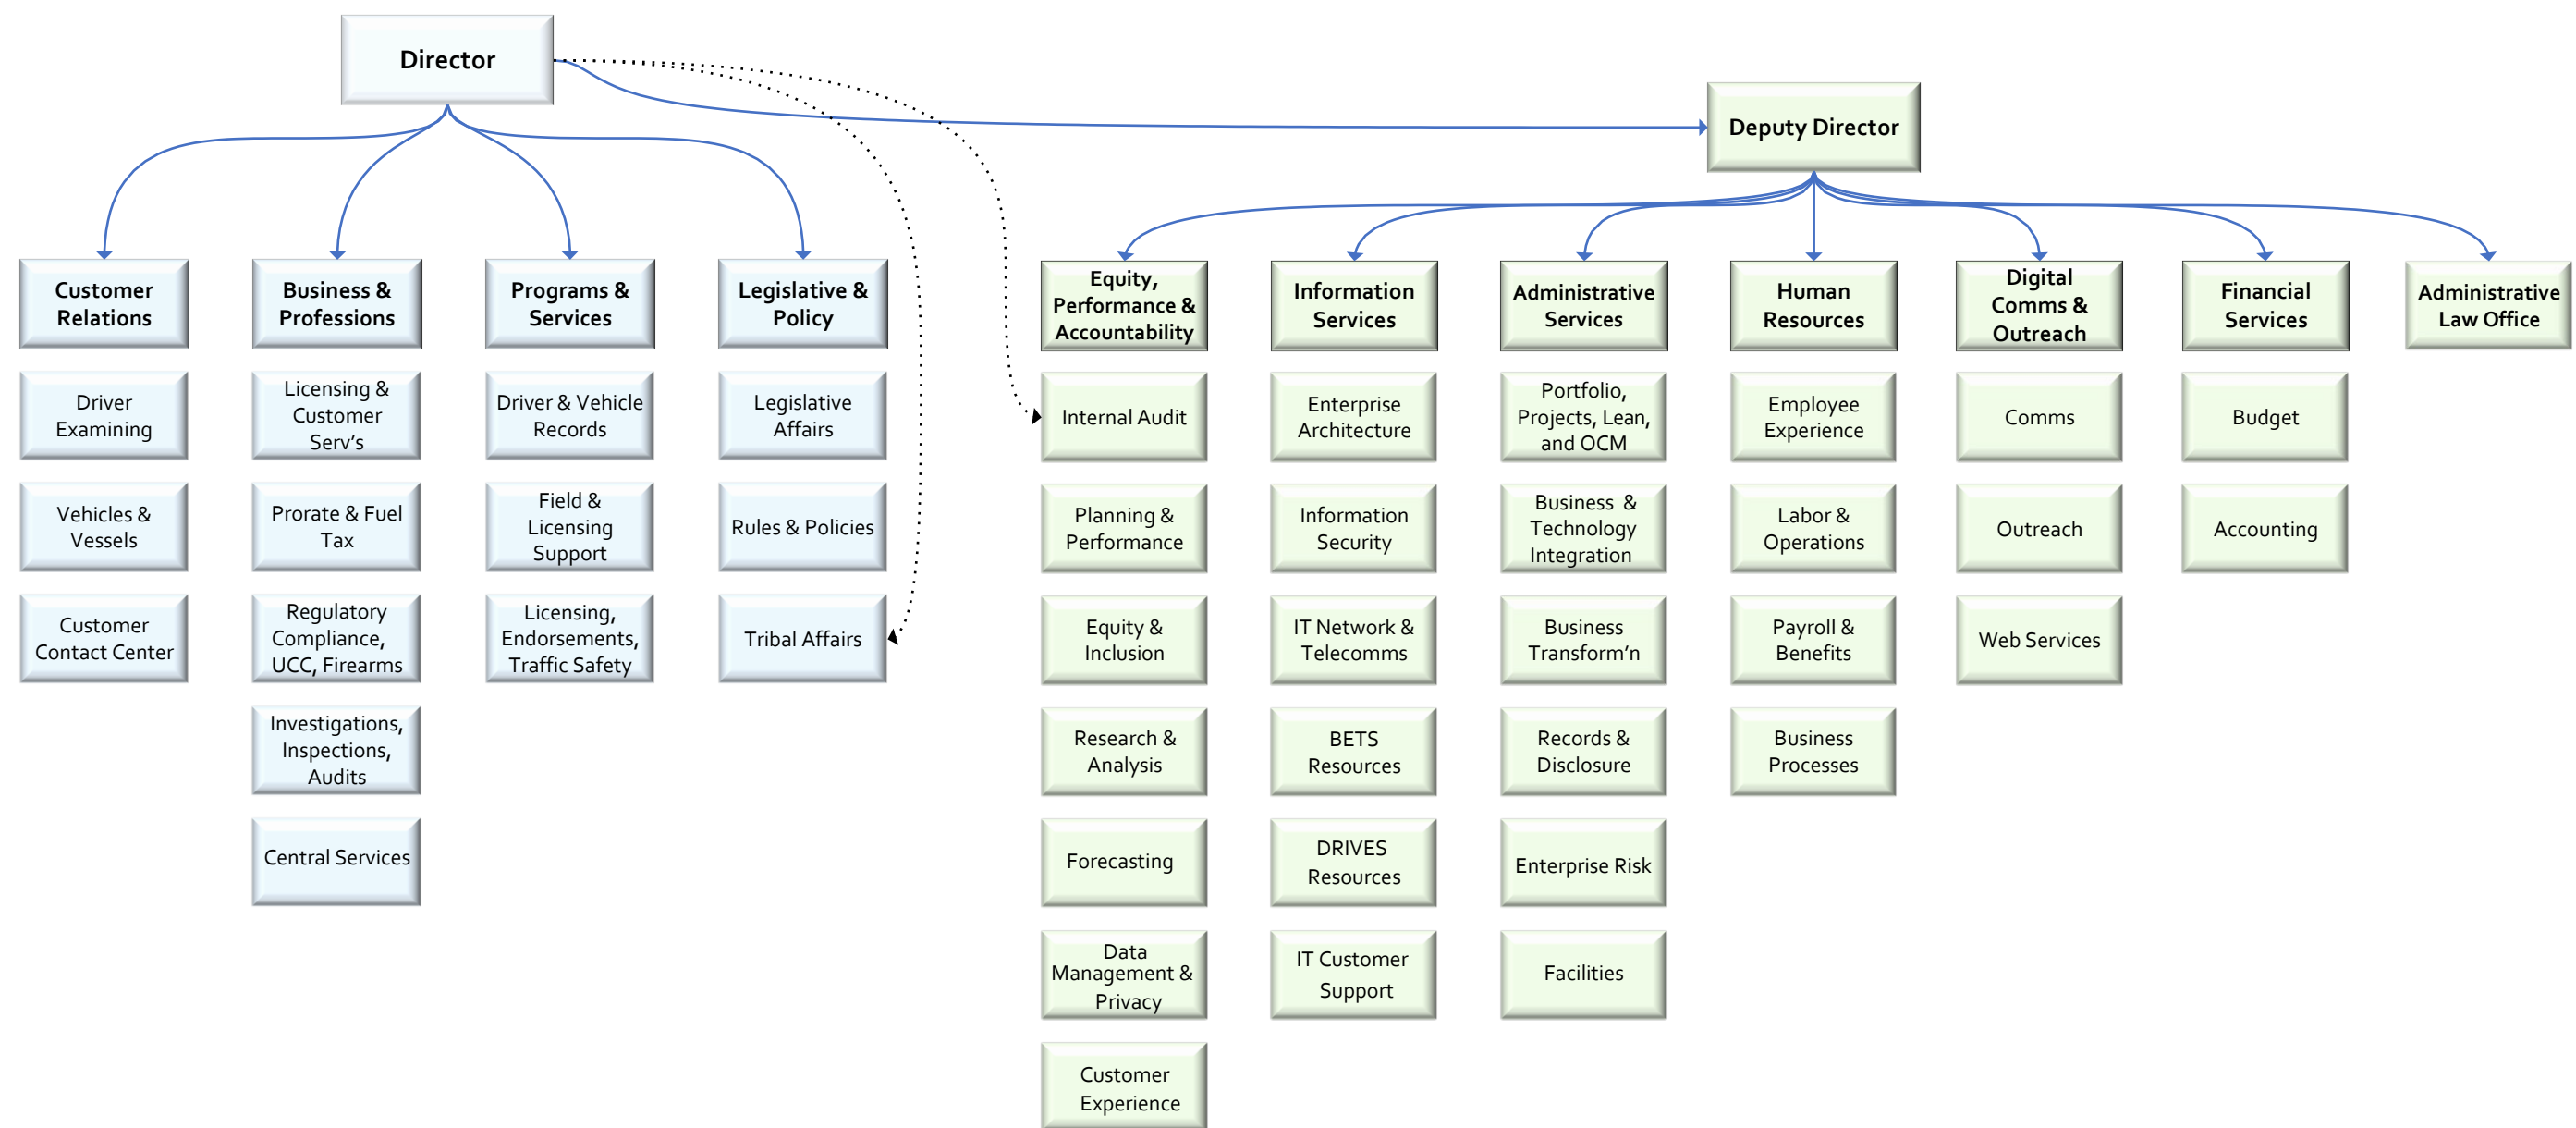 Director
Deputy Director
Customer
Relations
Business &
Professions
Programs &
Services
Legislative &
Policy
Equity,
Performance &
Accountability
Information
Services
Administrative
Services
Human
Resources
Digital
Comms &
Outreach
Financial
Services
Administrative
Law Office
Driver
Examining
Licensing &
Customer
Serv’s
Driver & Vehicle
Records
Legislative
Affairs
Internal Audit
Enterprise
Architecture
Portfolio,
Projects, Lean,
and OCM
Employee
Experience
Comms
Budget
Vehicles &
Vessels
Prorate & Fuel
Tax
Field &
Licensing
Support
Rules & Policies
Planning &
Performance
Information
Security
Business &
Technology
Integration
Labor &
Operations
Outreach
Accounting
Customer
Contact Center
Regulatory
Compliance,
UCC, Firearms
Licensing,
Endorsements,
Traffic Safety
Tribal Affairs
Equity &
Inclusion
IT Network &
Telecomms
Business
Transform’n
Payroll &
Benefits
Web Services
Investigations,
Inspections,
Audits
Research &
Analysis
BETS
Resources
Records &
Disclosure
Business
Processes
Central Services
Forecasting
DRIVES
Resources
Enterprise Risk
Data
Management &
Privacy
IT Customer
Support
Facilities
Customer
Experience